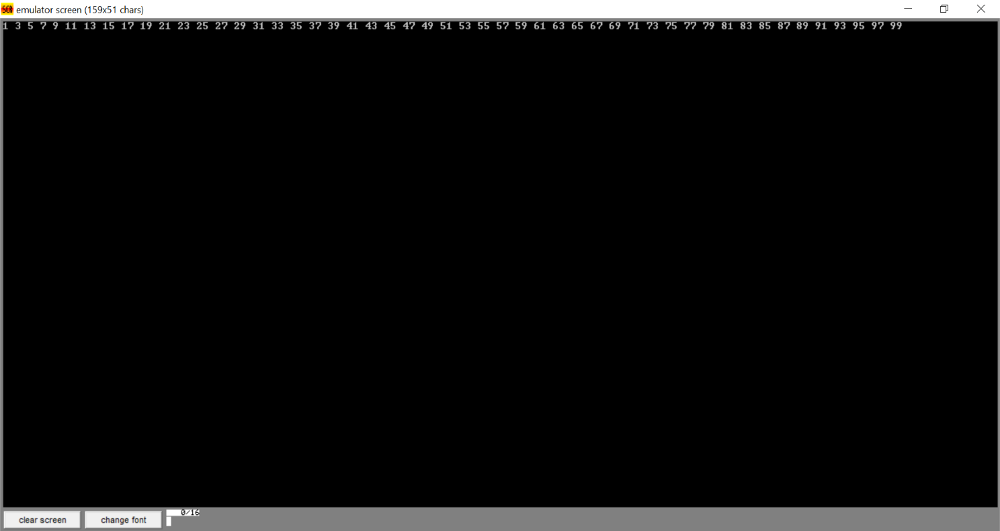 SCR emulator screen (159x51 chars)
1 3 5 7 9 11 13 15 17 19 21 23 25 27 29 31 33 35 37 39 41 43 45 47 49 51 53 55 57 59 61 63 65 67 69 71 73 75 77 79 81 83 85 87 89 91 93 95 97 99
clear screen change font 0/16